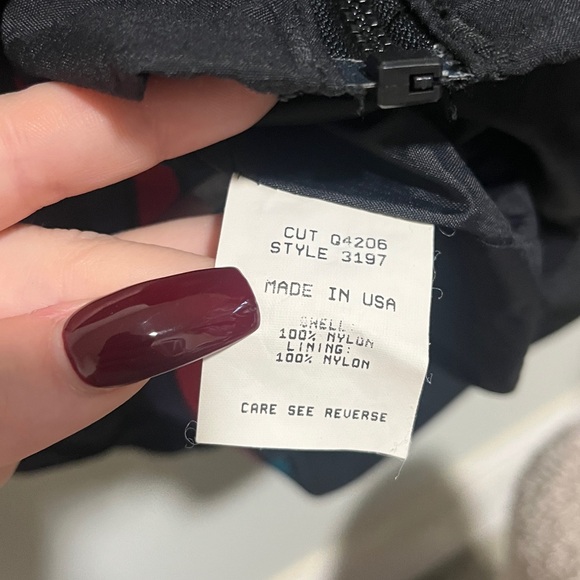 CUT Q4206
STYLE 3197
MADE IN USA
SHELL:
100% NYLON
LINING:
100% NYLON
CARE SEE REVERSE